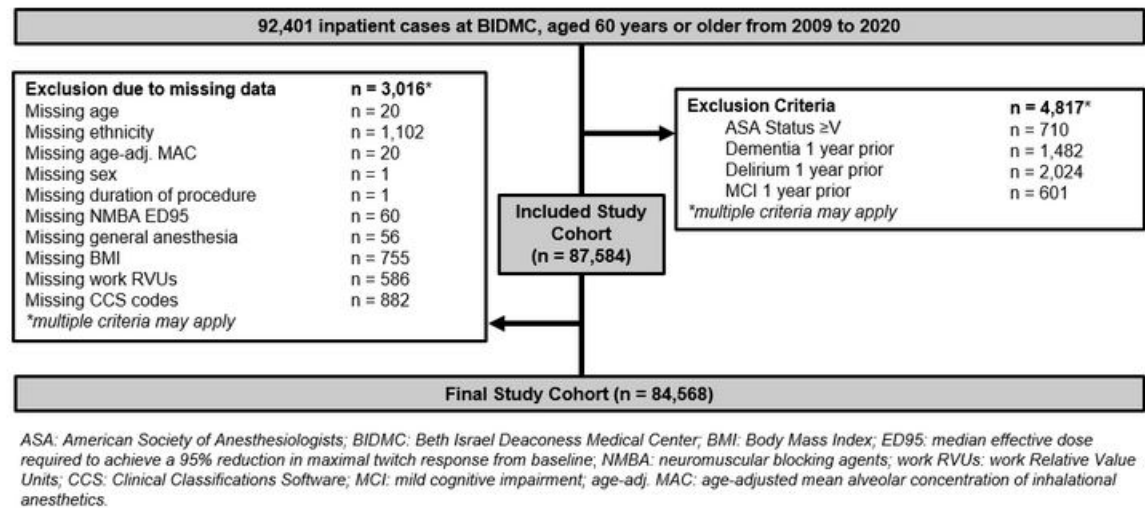 92,401 inpatient cases at BIDMC, aged 60 years or older from 2009 to 2020
Exclusion due to missing data n = 3,016*
Missing age n = 20
Missing ethnicity n = 1,102
Missing age-adj. MAC n = 20
Missing sex n = 1
Missing duration of procedure n = 1
Missing NMBA ED95 n = 60
Missing general anesthesia n = 56
Missing BMI n = 755
Missing work RVUs n = 586
Missing CCS codes n = 882
*multiple criteria may apply
Exclusion Criteria n = 4,817*
ASA Status ≥V n = 710
Dementia 1 year prior n = 1,482
Delirium 1 year prior n = 2,024
MCI 1 year prior n = 601
*multiple criteria may apply
Included Study
Cohort
(n = 87,584)
Final Study Cohort (n = 84,568)
ASA: American Society of Anesthesiologists; BIDMC: Beth Israel Deaconess Medical Center; BMI: Body Mass Index; ED95: median effective dose
required to achieve a 95% reduction in maximal twitch response from baseline; NMBA: neuromuscular blocking agents; work RVUs: work Relative Value
Units; CCS: Clinical Classifications Software; MCI: mild cognitive impairment; age-adj. MAC: age-adjusted mean alveolar concentration of inhalational
anesthetics.